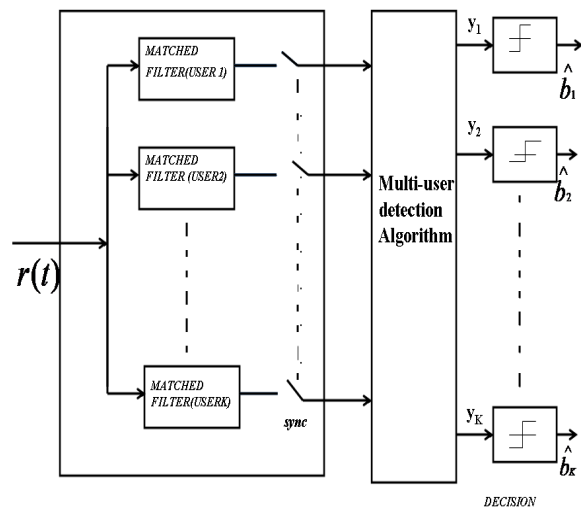 MATCHED
FILTER(USER 1)
y1
b̂1
MATCHED
FILTER (USER2)
y2
b̂2
Multi-user
detection
Algorithm
r(t)
MATCHED
FILTER(USERK)
sync
yK
b̂K
DECISION